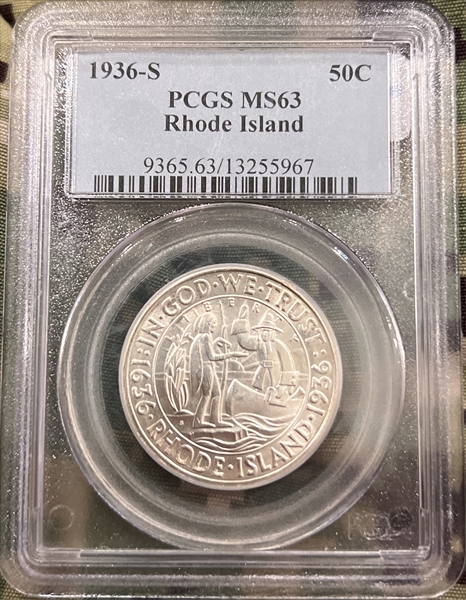 1936-S 50C
PCGS MS63
Rhode Island
9365.63/13255967
1636 · IN · GOD · WE · TRUST · 1936 ·
RHODE · ISLAND
LIBERTY